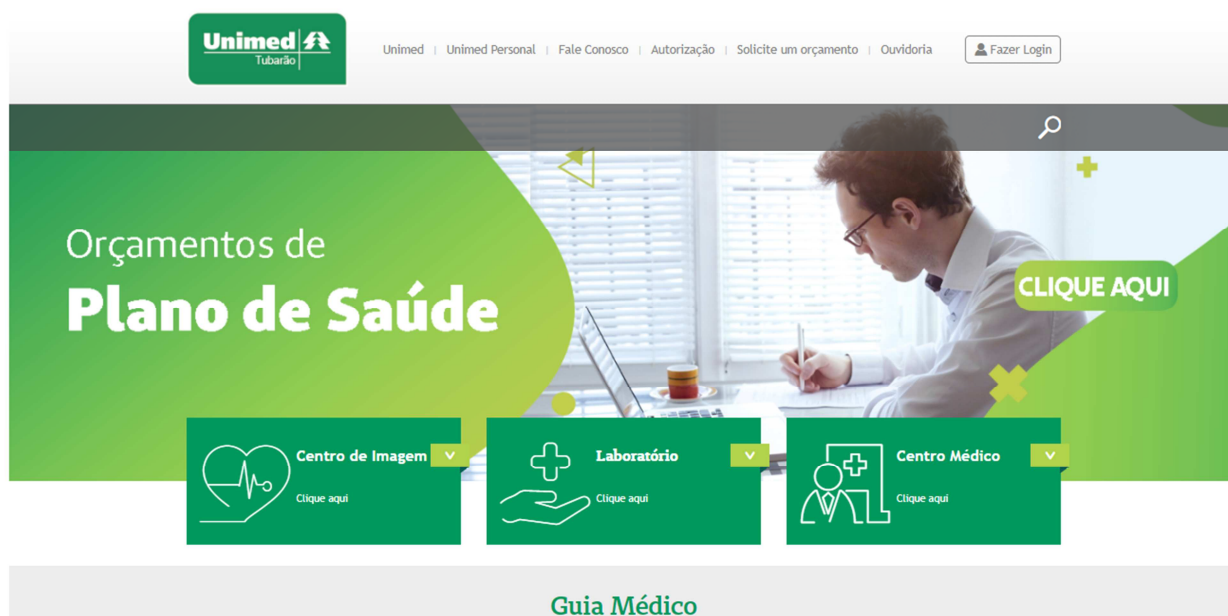 Unimed
Tubarão
Unimed | Unimed Personal | Fale Conosco | Autorização | Solicite um orçamento | Ouvidoria
Fazer Login
Orçamentos de
Plano de Saúde
CLIQUE AQUI
Centro de Imagem
Clique aqui
Laboratório
Clique aqui
Centro Médico
Clique aqui
Guia Médico